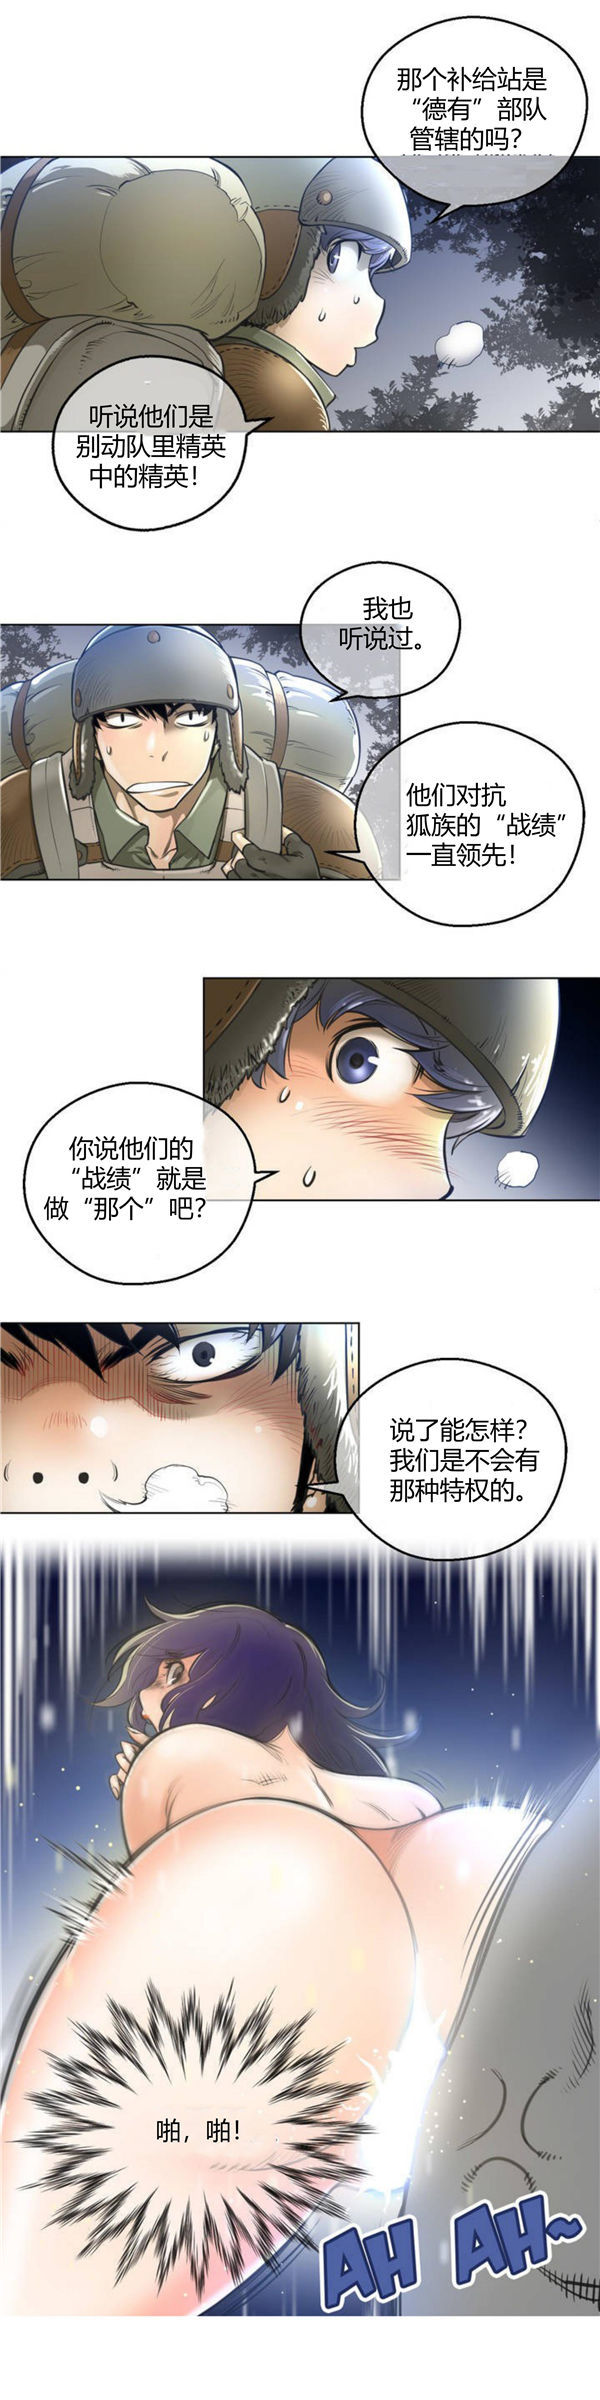 那个补给站是
“德有”部队
管辖的吗？
听说他们是
别动队里精英
中的精英！
我也
听说过。
他们对抗
狐族的“战绩”
一直领先！
你说他们的
“战绩”就是
做“那个”吧？
说了能怎样？
我们是不会有
那种特权的。
啪，啪！
AH AH~